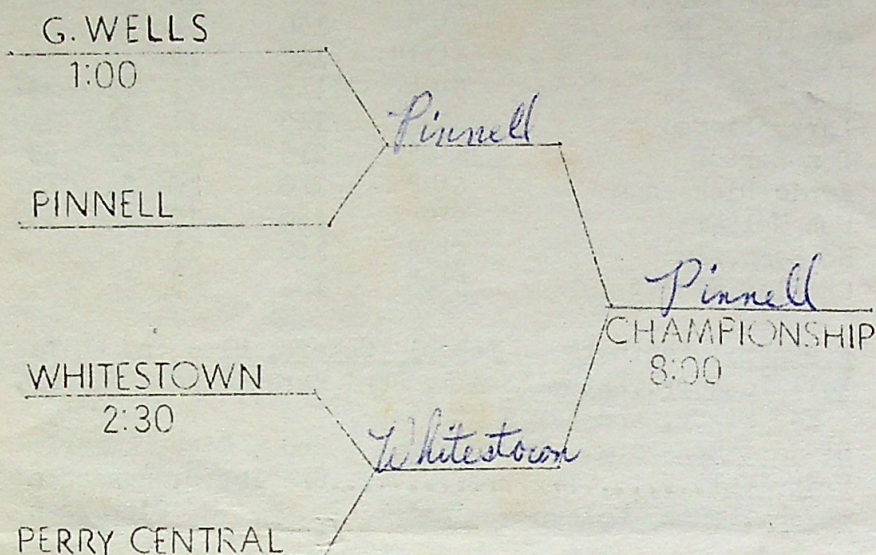 G. WELLS
1:00
Pinnell
PINNELL
Pinnell
CHAMPIONSHIP
8:00
WHITESTOWN
2:30
Whitestown
PERRY CENTRAL